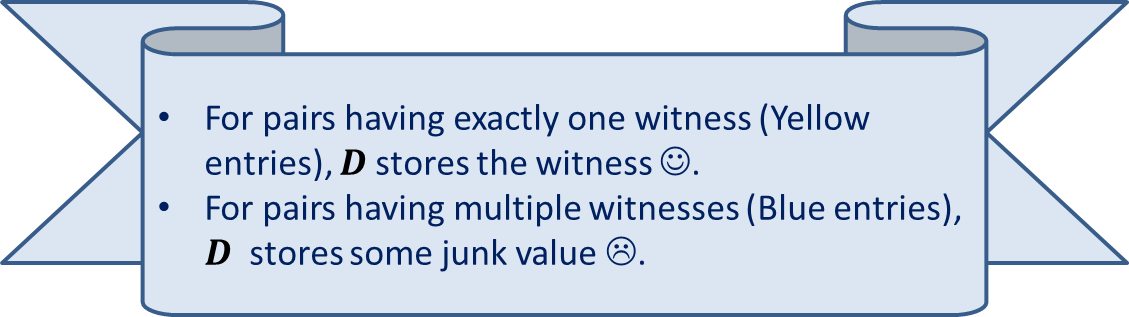 • For pairs having exactly one witness (Yellow
entries), D stores the witness ☺.
• For pairs having multiple witnesses (Blue entries),
D stores some junk value ☹.